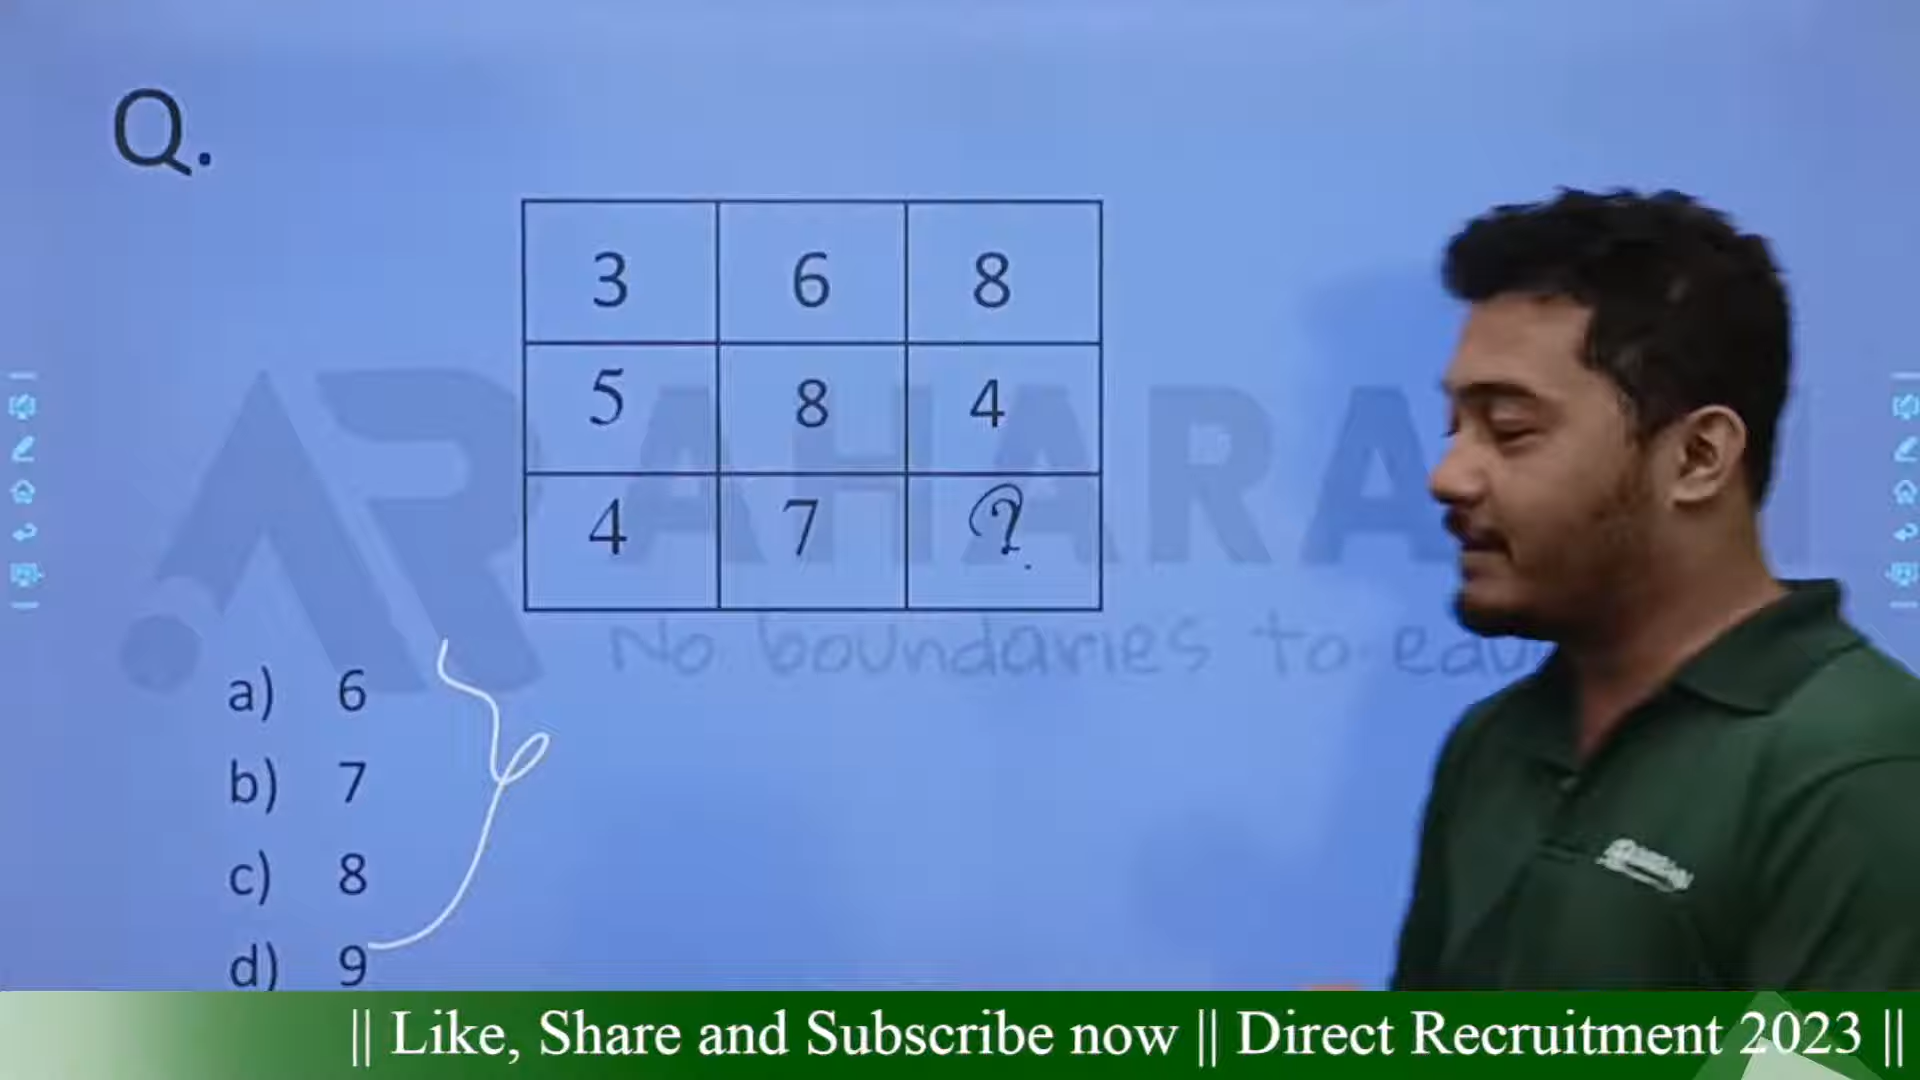 Q.
3 6 8
5 8 4
4 7 ?
AHARA
No boundaries to edu
a) 6
b) 7
c) 8
d) 9
|| Like, Share and Subscribe now || Direct Recruitment 2023 ||